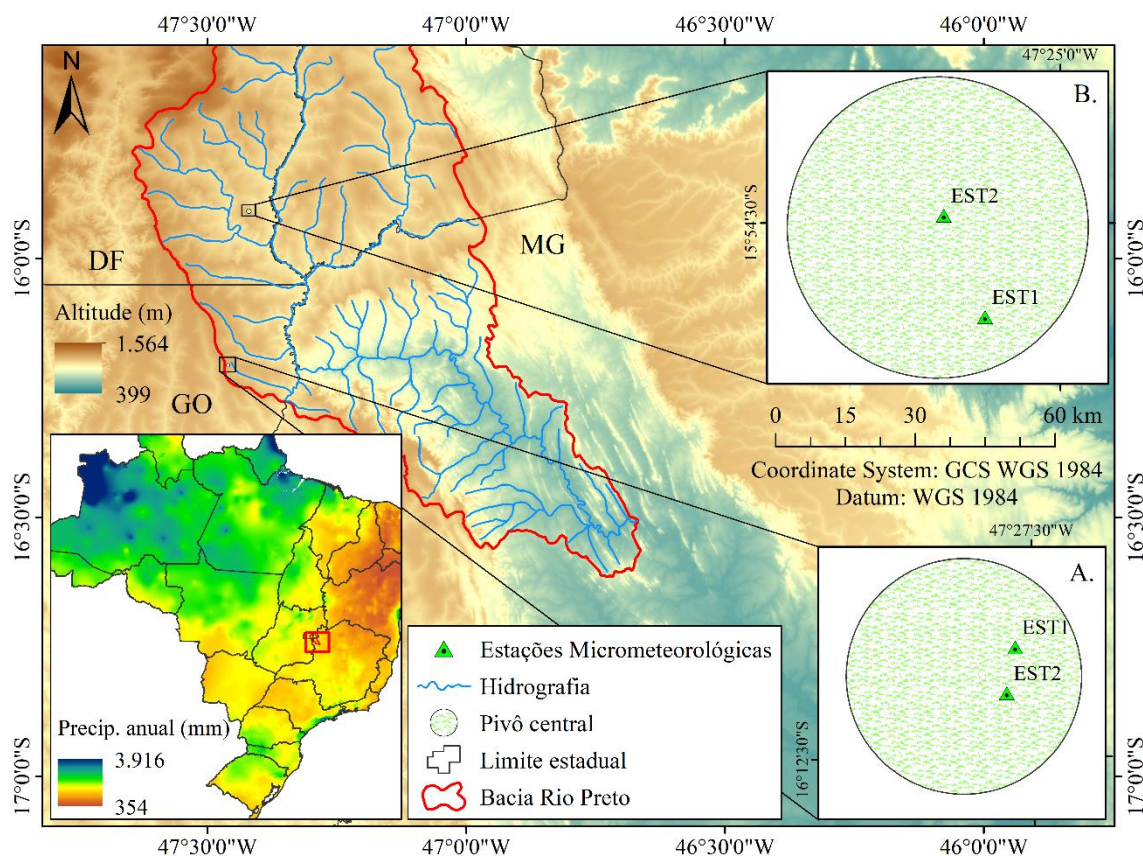 47°30'0"W
47°0'0"W
46°30'0"W
46°0'0"W
N
47°25'0"W
B.
EST2
EST1
15°54'30"S
16°0'0"S
16°0'0"S
DF
MG
Altitude (m)
1.564
399
GO
0 15 30 60 km
Coordinate System: GCS WGS 1984
Datum: WGS 1984
16°30'0"S
16°30'0"S
47°27'30"W
A.
EST1
EST2
16°12'30"S
Estações Micrometeorológicas
Hidrografia
Pivô central
Limite estadual
Bacia Rio Preto
Precip. anual (mm)
3.916
354
17°0'0"S
17°0'0"S
47°30'0"W
47°0'0"W
46°30'0"W
46°0'0"W